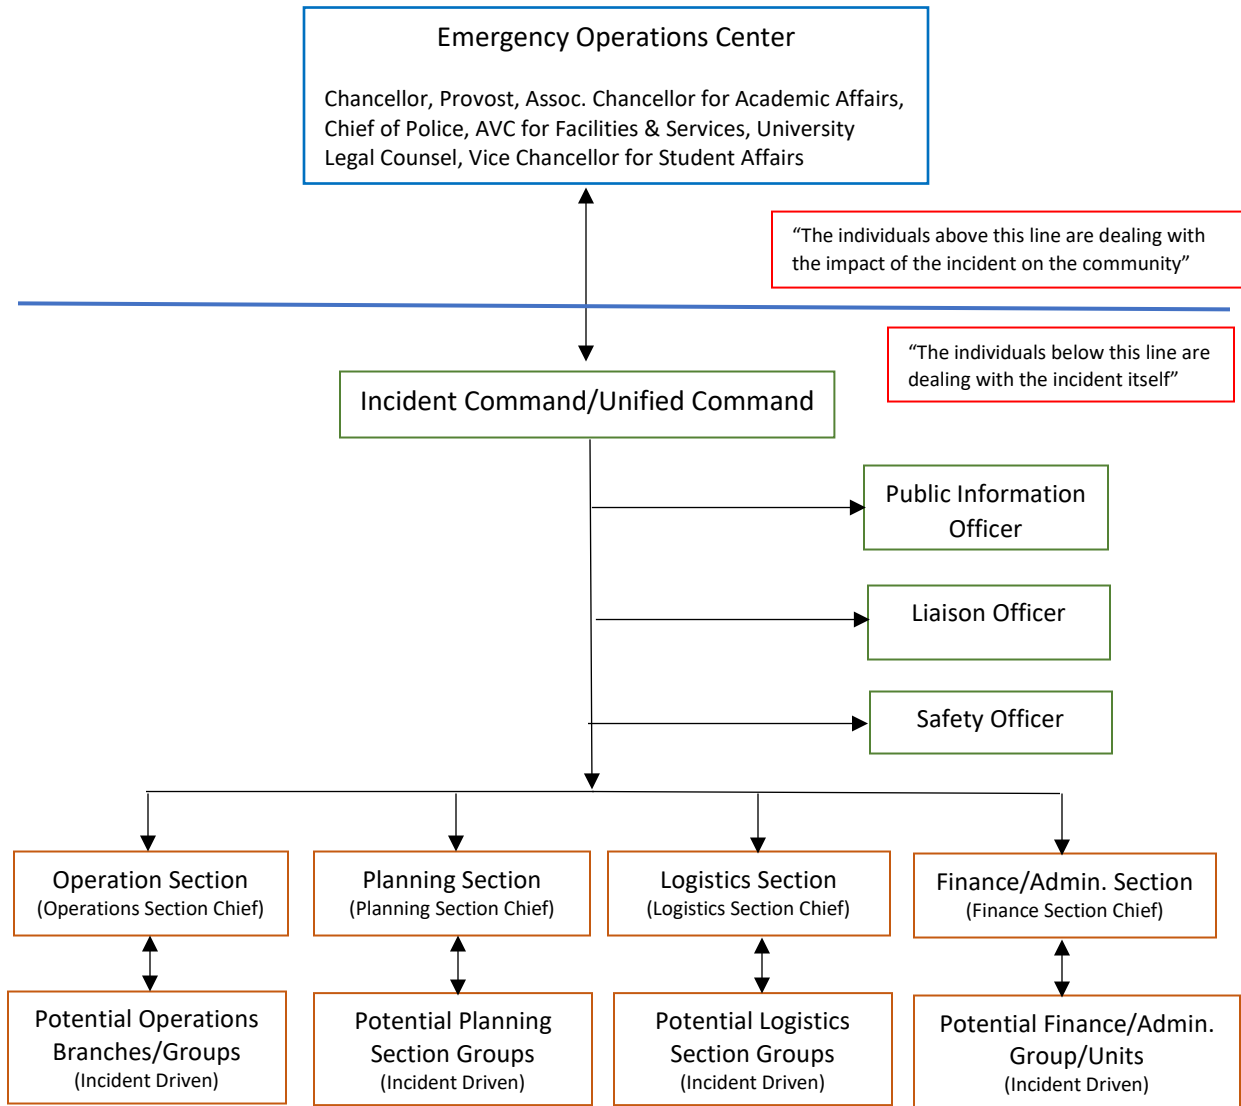 Emergency Operations Center
Chancellor, Provost, Assoc. Chancellor for Academic Affairs,
Chief of Police, AVC for Facilities & Services, University
Legal Counsel, Vice Chancellor for Student Affairs
“The individuals above this line are dealing with
the impact of the incident on the community”
“The individuals below this line are
dealing with the incident itself”
Incident Command/Unified Command
Public Information
Officer
Liaison Officer
Safety Officer
Operation Section
(Operations Section Chief)
Planning Section
(Planning Section Chief)
Logistics Section
(Logistics Section Chief)
Finance/Admin. Section
(Finance Section Chief)
Potential Operations
Branches/Groups
(Incident Driven)
Potential Planning
Section Groups
(Incident Driven)
Potential Logistics
Section Groups
(Incident Driven)
Potential Finance/Admin.
Group/Units
(Incident Driven)